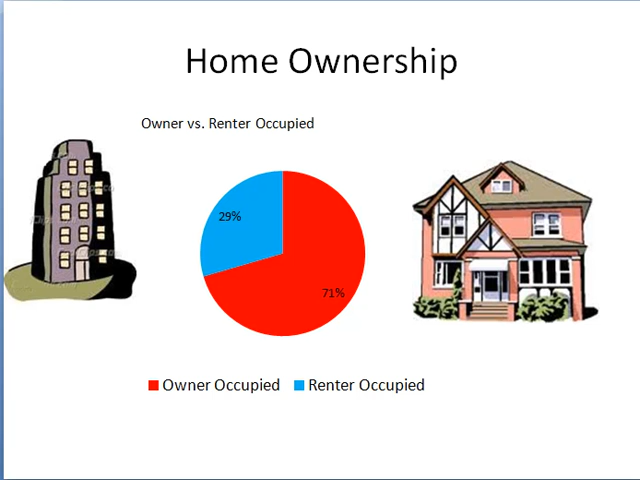 Home Ownership
Owner vs. Renter Occupied
29%
71%
Owner Occupied Renter Occupied